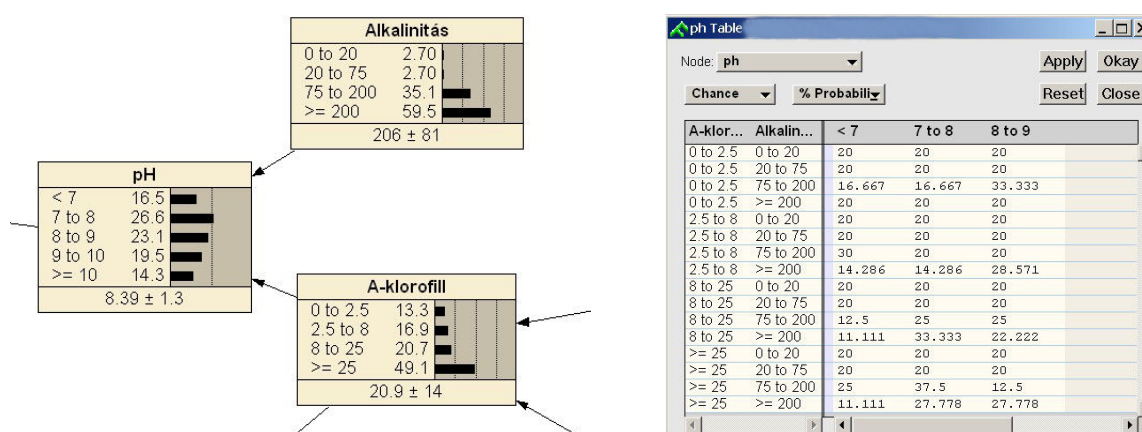 Alkalinitás
0 to 20 2.70
20 to 75 2.70
75 to 200 35.1
>= 200 59.5
206 ± 81
pH
< 7 16.5
7 to 8 26.6
8 to 9 23.1
9 to 10 19.5
>= 10 14.3
8.39 ± 1.3
A-klorofill
0 to 2.5 13.3
2.5 to 8 16.9
8 to 25 20.7
>= 25 49.1
20.9 ± 14
ph Table
Node: ph Apply Okay
Chance % Probabili Reset Close
A-klor... Alkalin... < 7 7 to 8 8 to 9
0 to 2.5 0 to 20 20 20 20
0 to 2.5 20 to 75 20 20 20
0 to 2.5 75 to 200 16.667 16.667 33.333
0 to 2.5 >= 200 20 20 20
2.5 to 8 0 to 20 20 20 20
2.5 to 8 20 to 75 20 20 20
2.5 to 8 75 to 200 30 20 20
2.5 to 8 >= 200 14.286 14.286 28.571
8 to 25 0 to 20 20 20 20
8 to 25 20 to 75 20 20 20
8 to 25 75 to 200 12.5 25 25
8 to 25 >= 200 11.111 33.333 22.222
>= 25 0 to 20 20 20 20
>= 25 20 to 75 20 20 20
>= 25 75 to 200 25 37.5 12.5
>= 25 >= 200 11.111 27.778 27.778